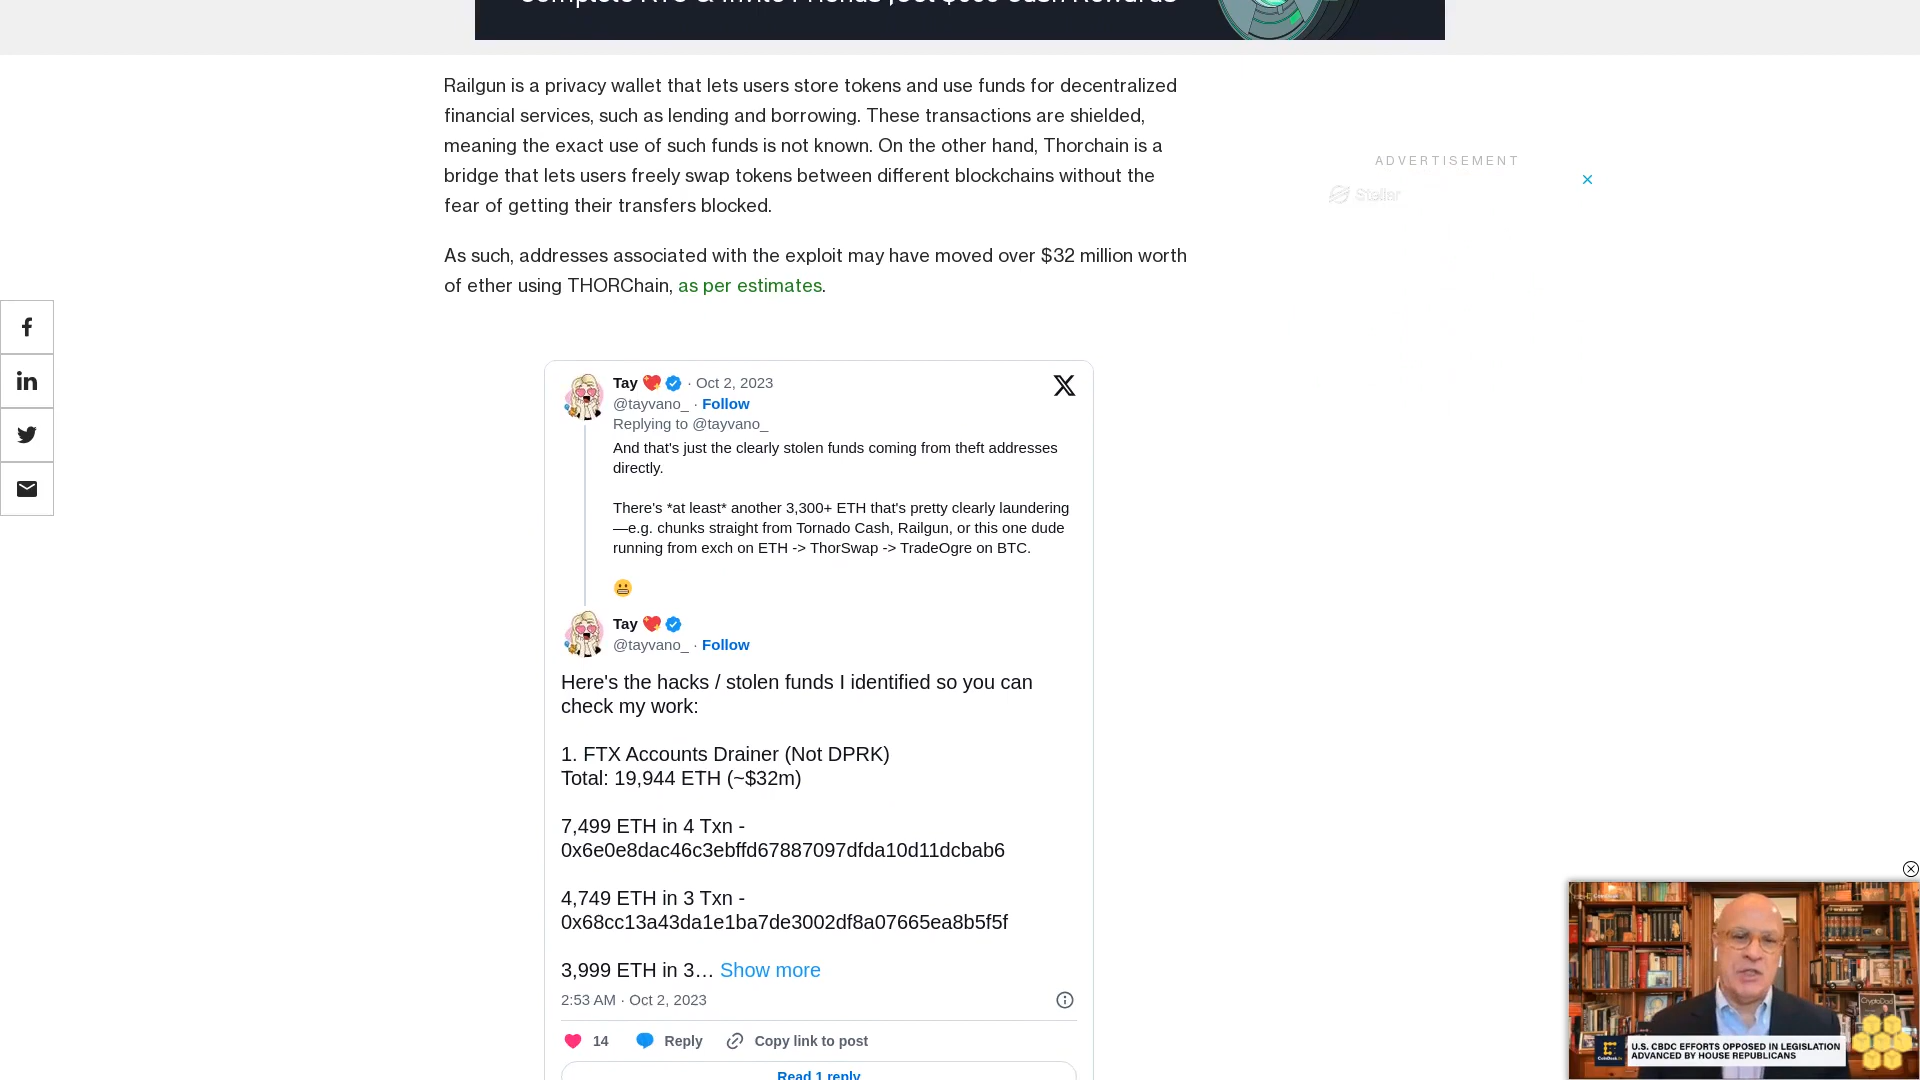 Railgun is a privacy wallet that lets users store tokens and use funds for decentralized
financial services, such as lending and borrowing. These transactions are shielded,
meaning the exact use of such funds is not known. On the other hand, Thorchain is a
bridge that lets users freely swap tokens between different blockchains without the
fear of getting their transfers blocked.
ADVERTISEMENT
Stellar
As such, addresses associated with the exploit may have moved over $32 million worth
of ether using THORChain, as per estimates.
Tay · Oct 2, 2023
@tayvano_ · Follow
Replying to @tayvano_
And that's just the clearly stolen funds coming from theft addresses
directly.
There's *at least* another 3,300+ ETH that's pretty clearly laundering
—e.g. chunks straight from Tornado Cash, Railgun, or this one dude
running from exch on ETH -> ThorSwap -> TradeOgre on BTC.
Tay
@tayvano_ · Follow
Here's the hacks / stolen funds I identified so you can
check my work:
1. FTX Accounts Drainer (Not DPRK)
Total: 19,944 ETH (~$32m)
7,499 ETH in 4 Txn -
0x6e0e8dac46c3ebffd67887097dfda10d11dcbab6
4,749 ETH in 3 Txn -
0x68cc13a43da1e1ba7de3002df8a07665ea8b5f5f
3,999 ETH in 3… Show more
2:53 AM · Oct 2, 2023
14 Reply Copy link to post
Read 1 reply
CryptoDad
CoinDesk
U.S. CBDC EFFORTS OPPOSED IN LEGISLATION
ADVANCED BY HOUSE REPUBLICANS